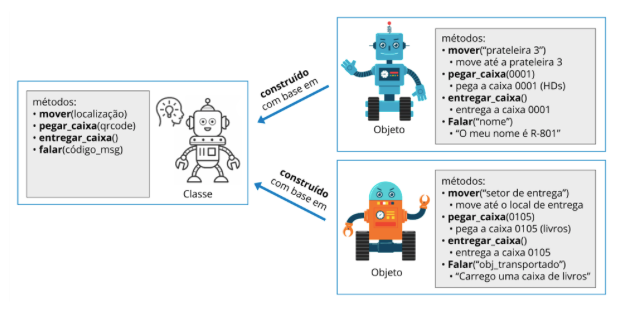 métodos:
• mover(localização)
• pegar_caixa(qrcode)
• entregar_caixa()
• falar(código_msg)
Classe
construído
com base em
construído
com base em
Objeto
métodos:
• mover(“prateleira 3”)
• move até a prateleira 3
• pegar_caixa(0001)
• pega a caixa 0001 (HDs)
• entregar_caixa()
• entrega a caixa 0001
• Falar(“nome”)
• “O meu nome é R-801”
Objeto
métodos:
• mover(“setor de entrega”)
• move até o local de entrega
• pegar_caixa(0105)
• pega a caixa 0105 (livros)
• entregar_caixa()
• entrega a caixa 0105
• Falar(“obj_transportado”)
• “Carrego uma caixa de livros”